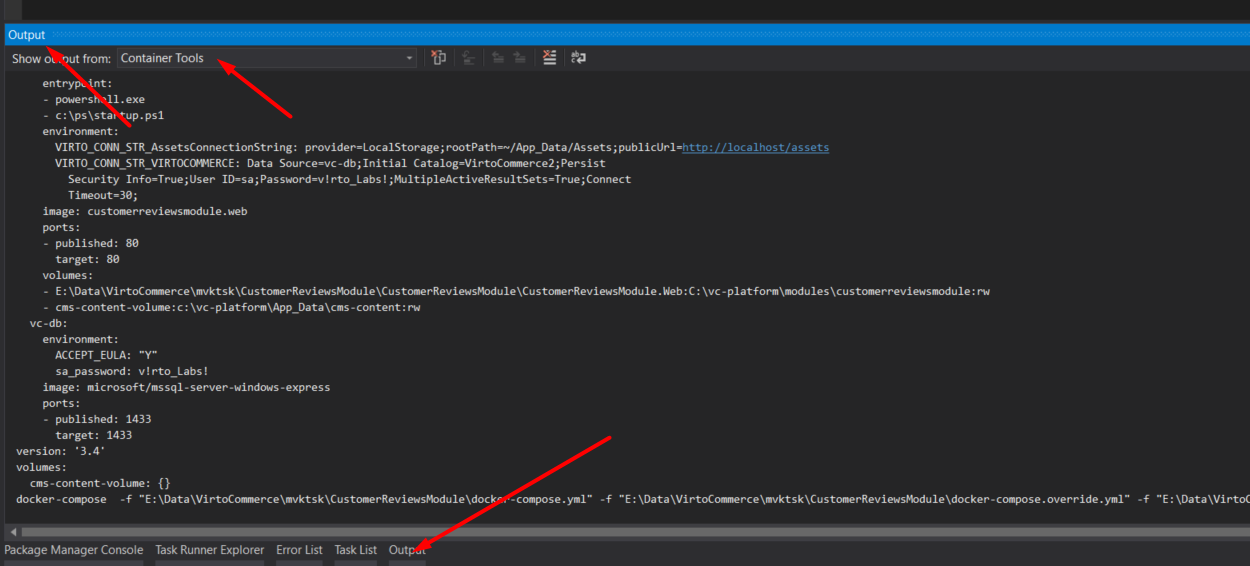 Output
Show output from: Container Tools
entrypoint:
- powershell.exe
- c:\ps\startup.ps1
environment:
VIRTO_CONN_STR_AssetsConnectionString: provider=LocalStorage;rootPath=~/App_Data/Assets;publicUrl=http://localhost/assets
VIRTO_CONN_STR_VIRTOCOMMERCE: Data Source=vc-db;Initial Catalog=VirtoCommerce2;Persist
Security Info=True;User ID=sa;Password=v!rto_Labs!;MultipleActiveResultSets=True;Connect
Timeout=30;
image: customerreviewsmodule.web
ports:
- published: 80
target: 80
volumes:
- E:\Data\VirtoCommerce\mvktsk\CustomerReviewsModule\CustomerReviewsModule\CustomerReviewsModule.Web:C:\vc-platform\modules\customerreviewsmodule:rw
- cms-content-volume:c:\vc-platform\App_Data\cms-content:rw
vc-db:
environment:
ACCEPT_EULA: "Y"
sa_password: v!rto_Labs!
image: microsoft/mssql-server-windows-express
ports:
- published: 1433
target: 1433
version: '3.4'
volumes:
cms-content-volume: {}
docker-compose  -f "E:\Data\VirtoCommerce\mvktsk\CustomerReviewsModule\docker-compose.yml" -f "E:\Data\VirtoCommerce\mvktsk\CustomerReviewsModule\docker-compose.override.yml" -f "E:\Data\VirtoC
Package Manager Console Task Runner Explorer Error List Task List Output